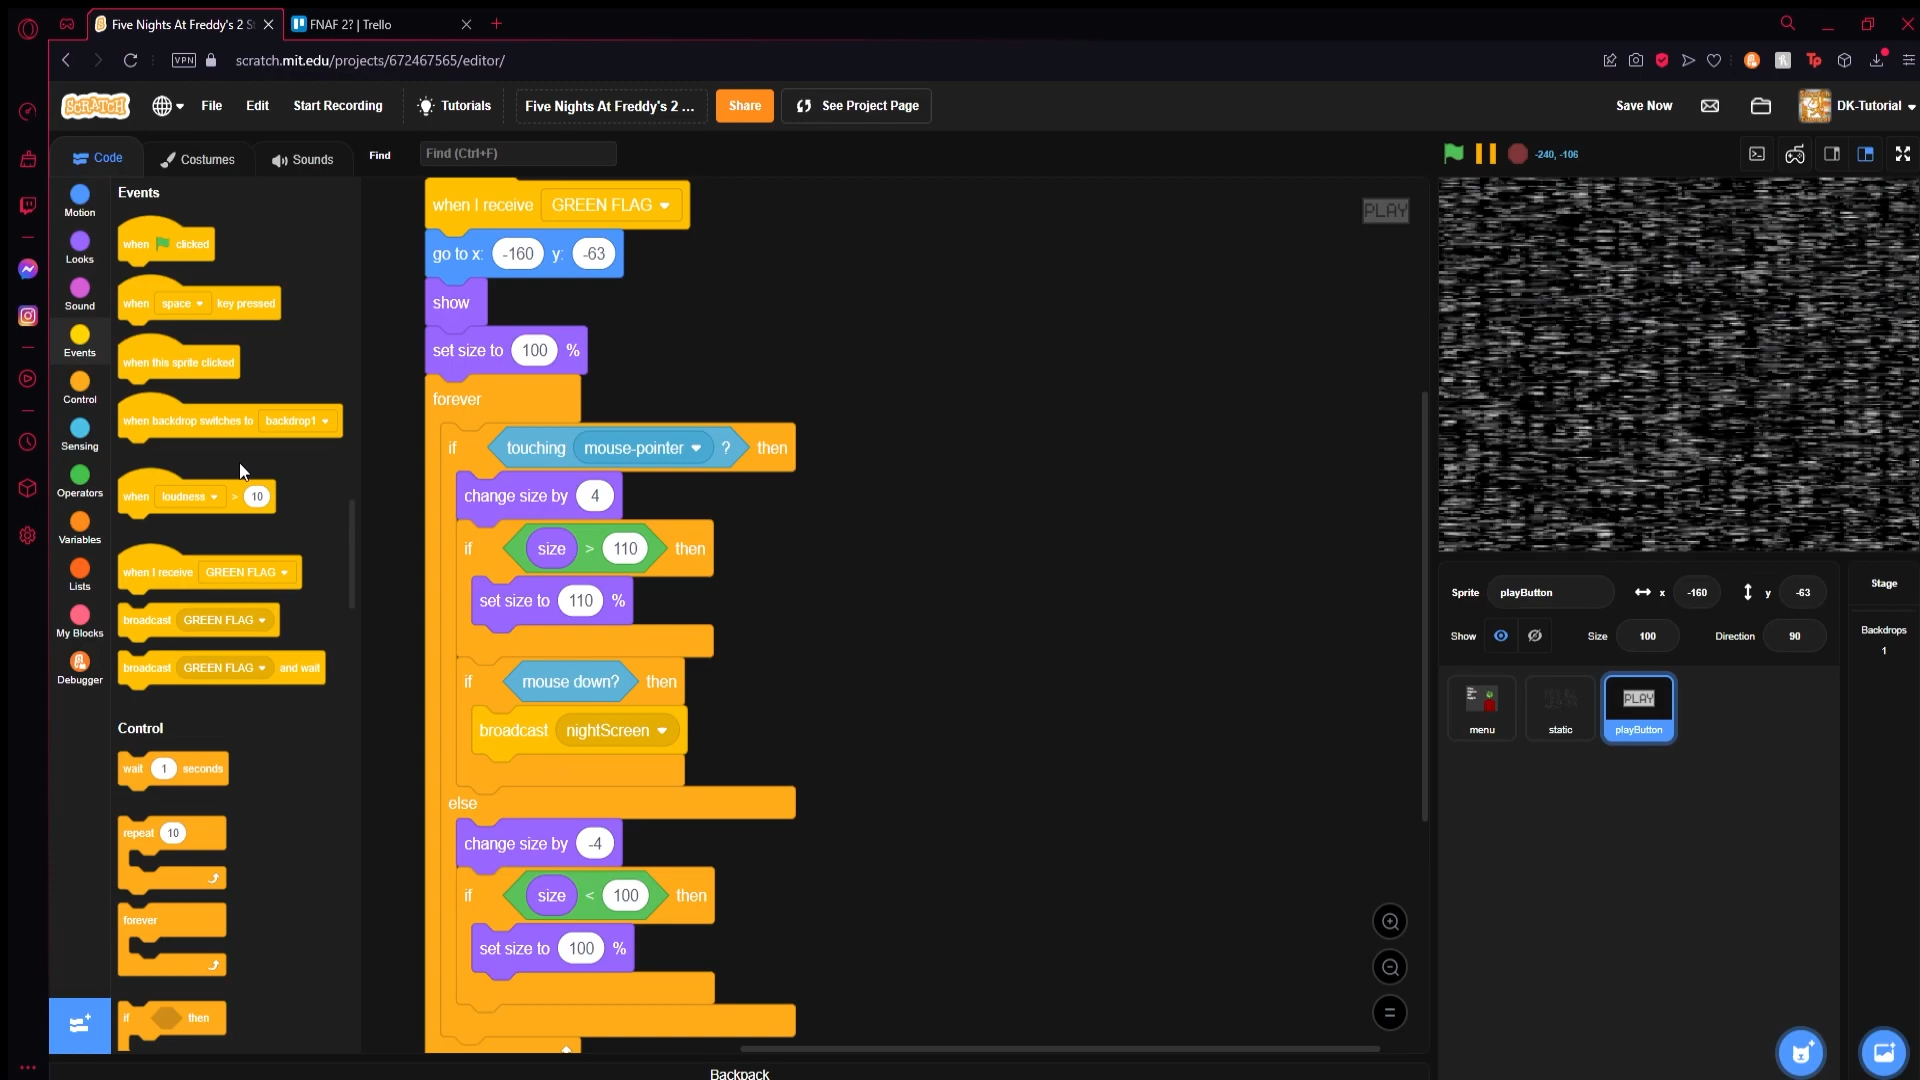 Five Nights At Freddy's 2 S
FNAF 2? | Trello
VPN
scratch.mit.edu/projects/672467565/editor/
Tp
SCRATCH
File
Edit
Start Recording
Tutorials
Five Nights At Freddy's 2 ...
Share
See Project Page
Save Now
DK-Tutorial
Code
Costumes
Sounds
Find
Find (Ctrl+F)
-240, -106
Motion
Looks
Sound
Events
Control
Sensing
Operators
Variables
Lists
My Blocks
Debugger
Events
when clicked
when space key pressed
when this sprite clicked
when backdrop switches to backdrop1
when loudness > 10
when I receive GREEN FLAG
broadcast GREEN FLAG
broadcast GREEN FLAG and wait
Control
wait 1 seconds
repeat 10
forever
if then
when I receive GREEN FLAG
go to x: -160 y: -63
show
set size to 100 %
forever
if touching mouse-pointer ? then
change size by 4
if size > 110 then
set size to 110 %
if mouse down? then
broadcast nightScreen
else
change size by -4
if size < 100 then
set size to 100 %
PLAY
Backpack
Sprite playButton x -160 y -63
Show Size 100 Direction 90
Stage
Backdrops
1
menu
static
PLAY
playButton